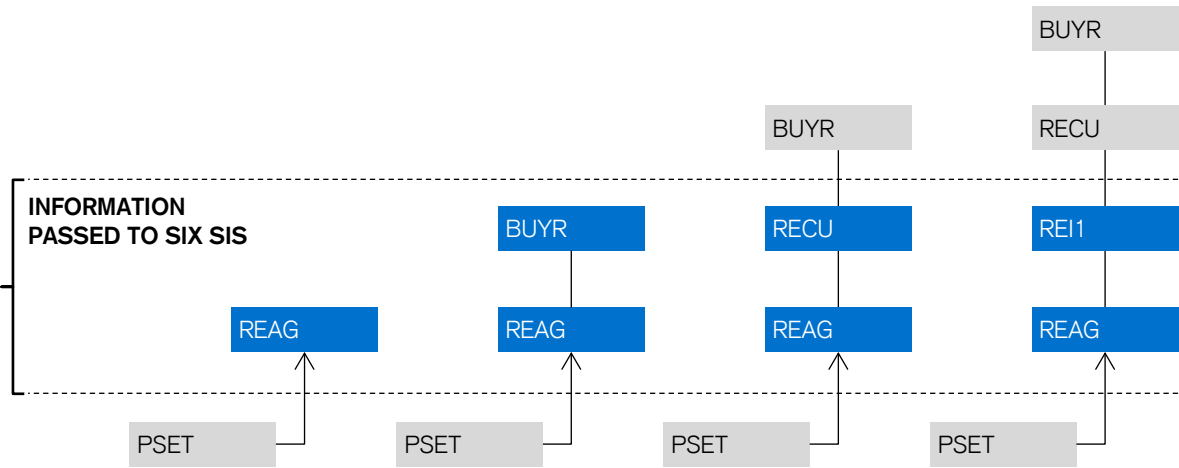 BUYR
BUYR
RECU
INFORMATION
PASSED TO SIX SIS
BUYR
RECU
REI1
REAG
REAG
REAG
REAG
PSET
PSET
PSET
PSET